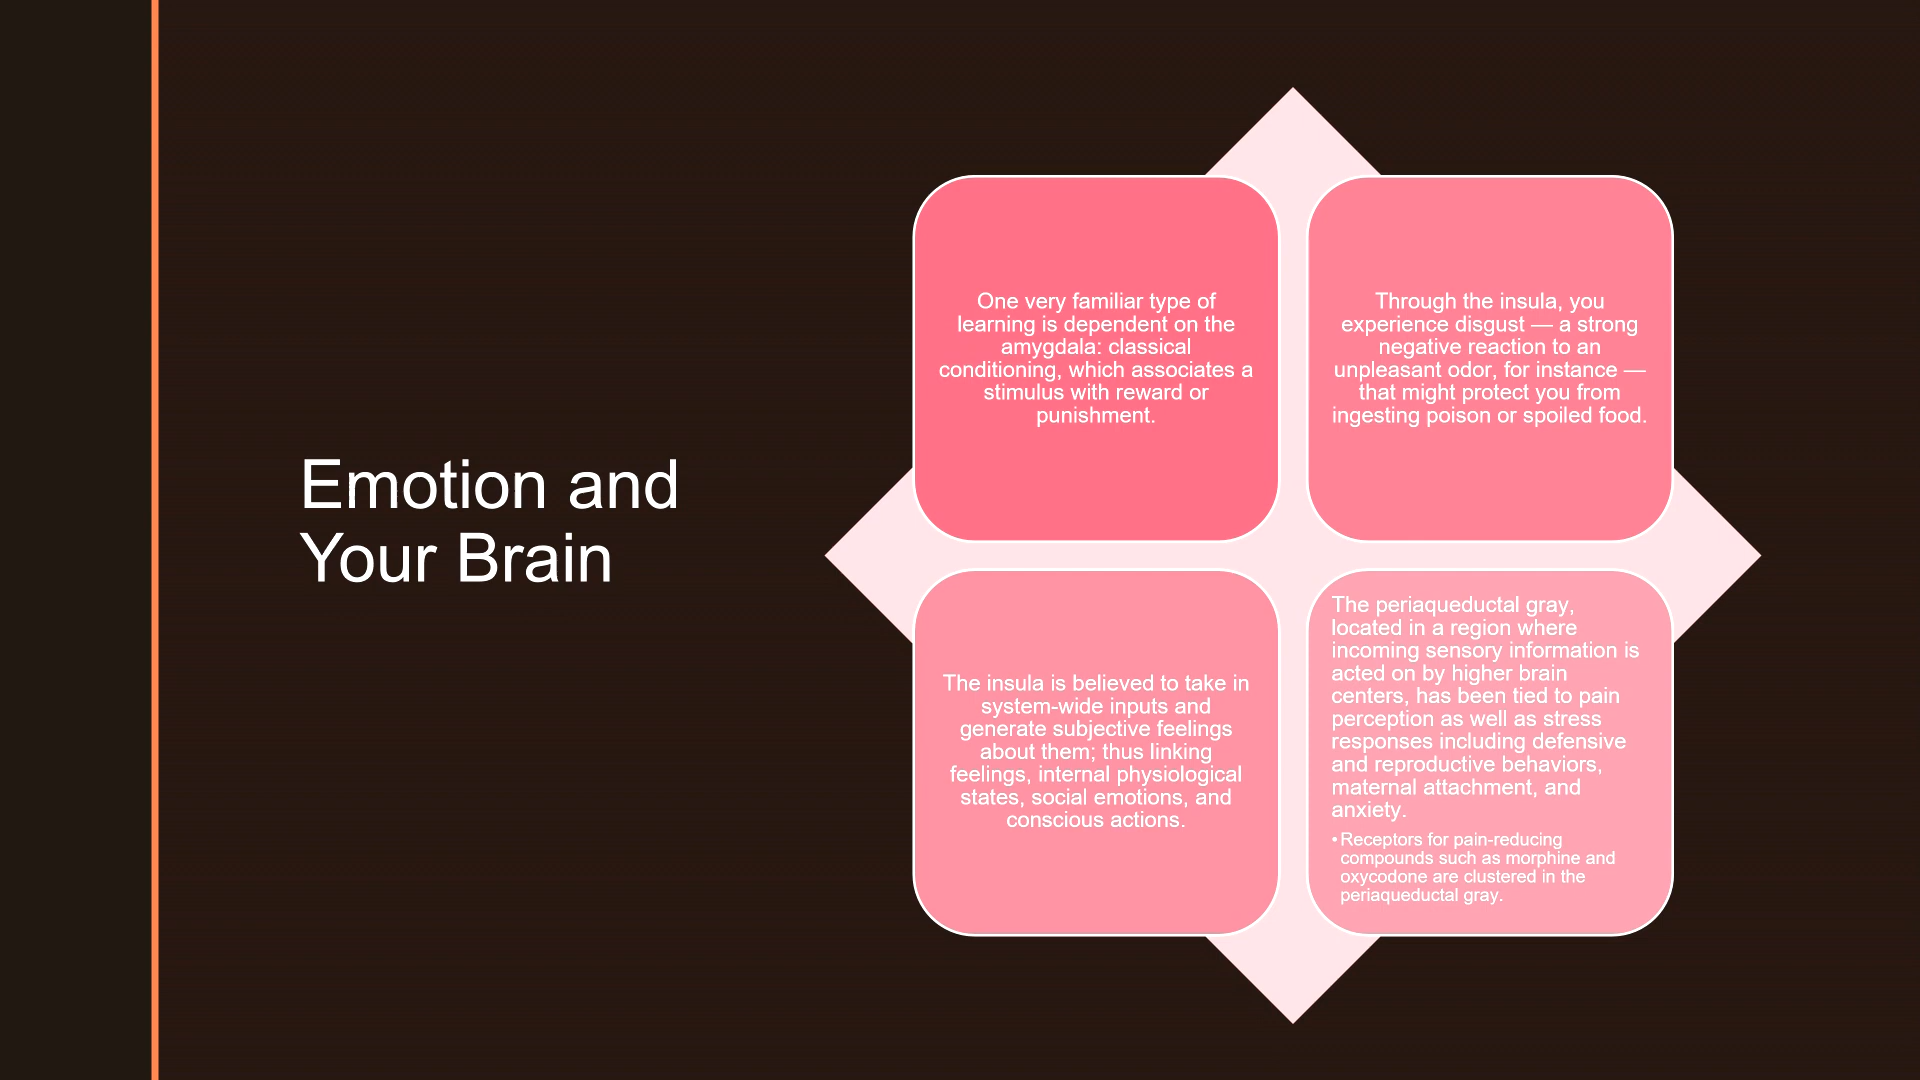 Emotion and
Your Brain
One very familiar type of
learning is dependent on the
amygdala: classical
conditioning, which associates a
stimulus with reward or
punishment.
Through the insula, you
experience disgust — a strong
negative reaction to an
unpleasant odor, for instance —
that might protect you from
ingesting poison or spoiled food.
The insula is believed to take in
system-wide inputs and
generate subjective feelings
about them; thus linking
feelings, internal physiological
states, social emotions, and
conscious actions.
The periaqueductal gray,
located in a region where
incoming sensory information is
acted on by higher brain
centers, has been tied to pain
perception as well as stress
responses including defensive
and reproductive behaviors,
maternal attachment, and
anxiety.
•Receptors for pain-reducing
compounds such as morphine and
oxycodone are clustered in the
periaqueductal gray.